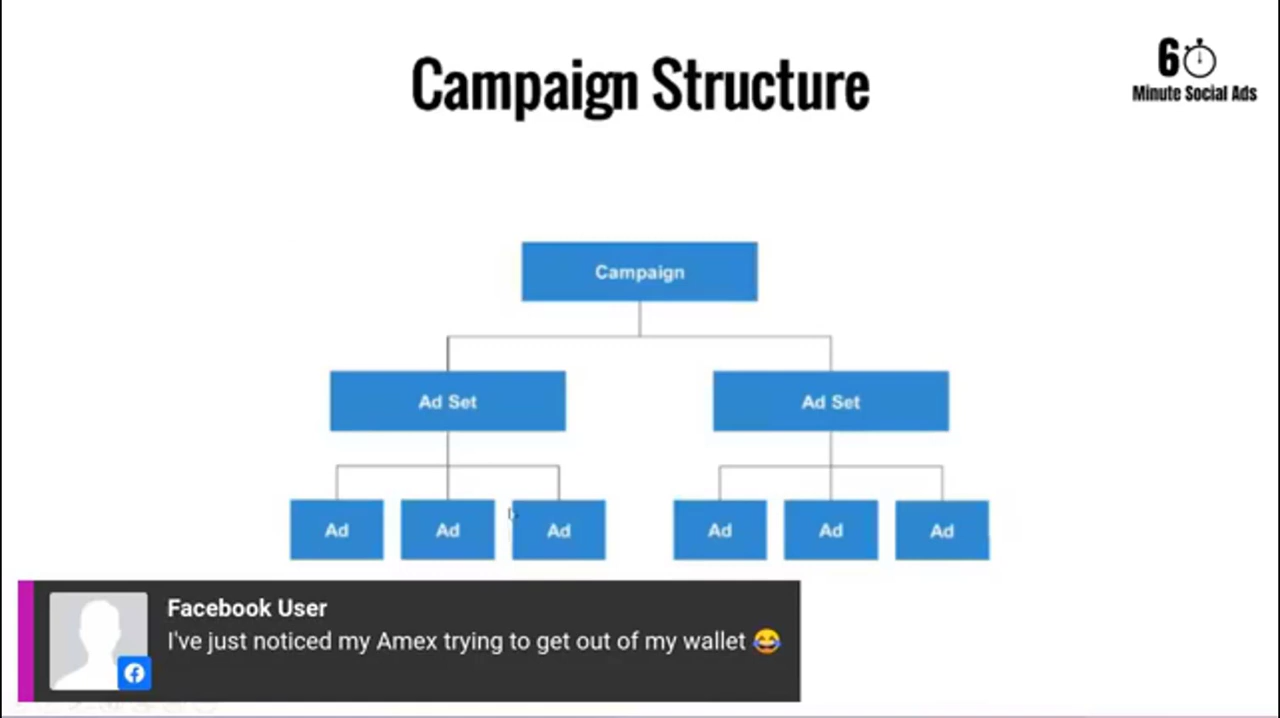 Campaign Structure
60
Minute Social Ads
Campaign
Ad Set
Ad Set
Ad
Ad
Ad
Ad
Ad
Ad
Facebook User
I've just noticed my Amex trying to get out of my wallet 😂